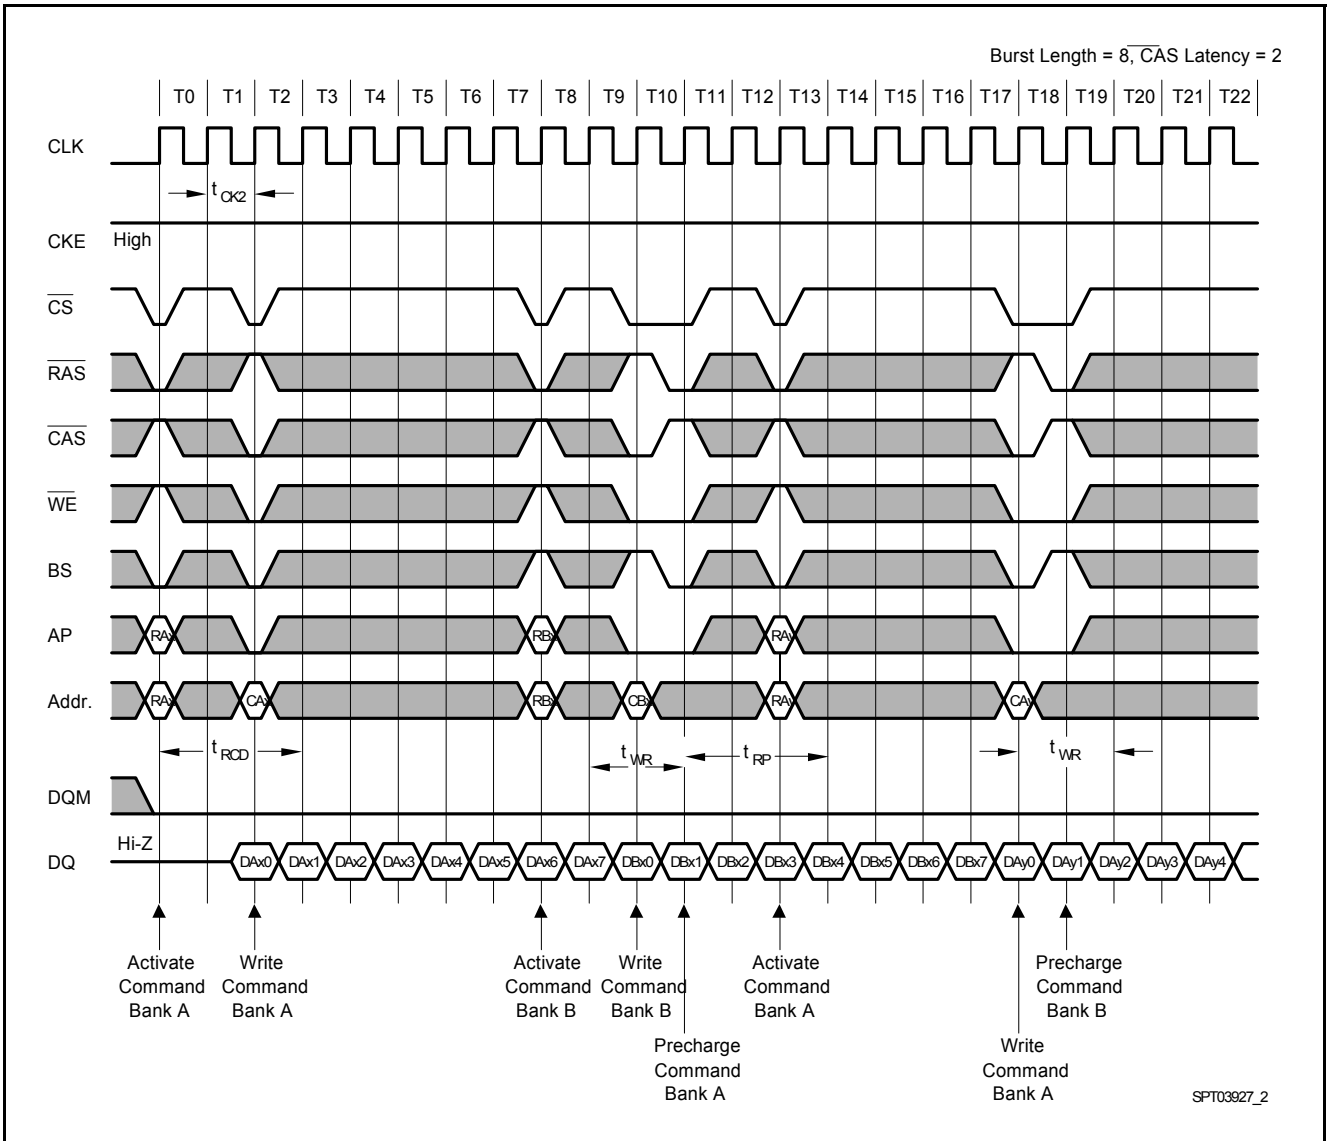 Burst Length = 8, CAS Latency = 2
T0 T1 T2 T3 T4 T5 T6 T7 T8 T9 T10 T11 T12 T13 T14 T15 T16 T17 T18 T19 T20 T21 T22
CLK
t CK2
CKE High
CS
RAS
CAS
WE
BS
AP RAx RBx RAy
Addr. RAx CAx RBx CBx RAy CAy
t RCD t WR t RP t WR
DQM
Hi-Z
DQ DAx0 DAx1 DAx2 DAx3 DAx4 DAx5 DAx6 DAx7 DBx0 DBx1 DBx2 DBx3 DBx4 DBx5 DBx6 DBx7 DAy0 DAy1 DAy2 DAy3 DAy4
Activate
Command
Bank A
Write
Command
Bank A
Activate
Command
Bank B
Write
Command
Bank B
Precharge
Command
Bank A
Activate
Command
Bank A
Write
Command
Bank A
Precharge
Command
Bank B
SPT03927_2